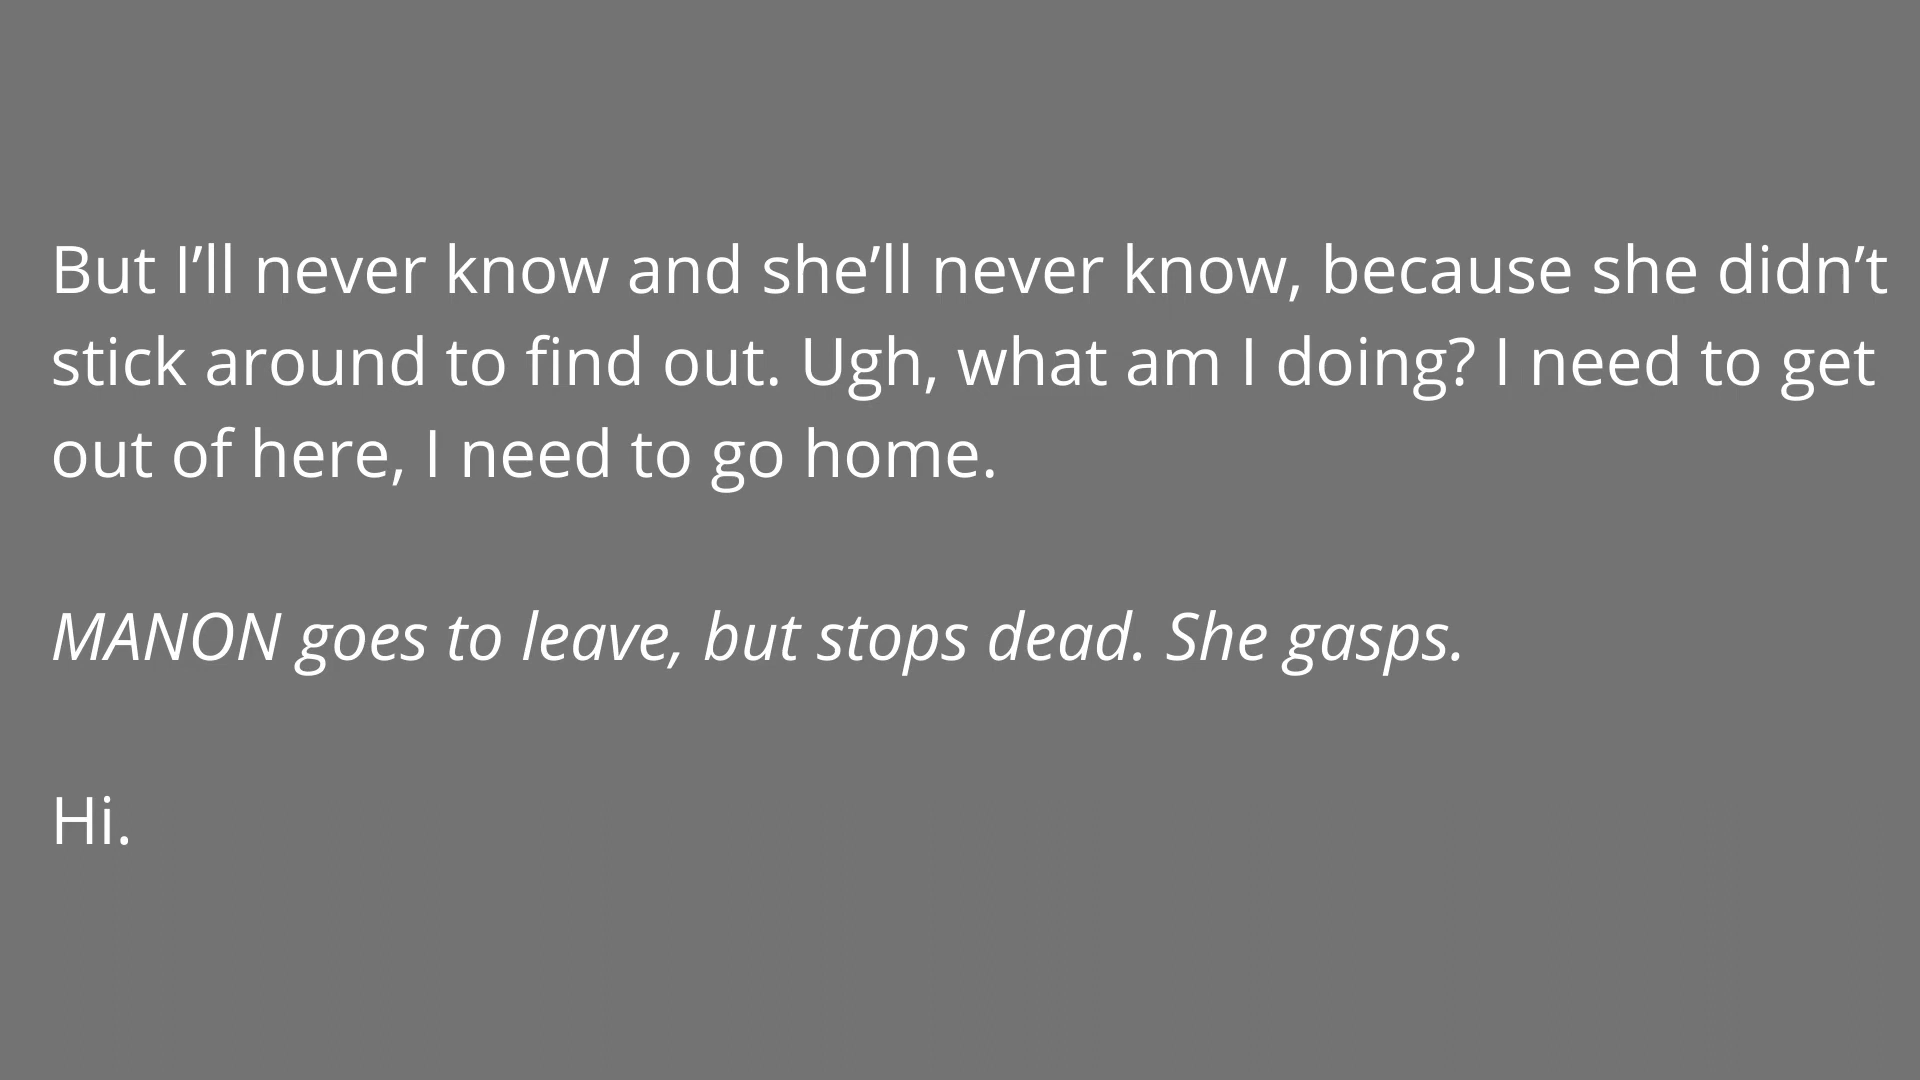 But I’ll never know and she’ll never know, because she didn’t
stick around to find out. Ugh, what am I doing? I need to get
out of here, I need to go home.
MANON goes to leave, but stops dead. She gasps.
Hi.